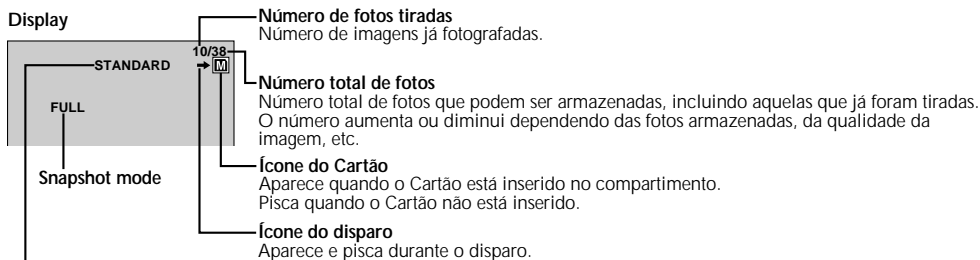 Display
10/38
STANDARD
M
FULL
Snapshot mode
Número de fotos tiradas
Número de imagens já fotografadas.
Número total de fotos
Número total de fotos que podem ser armazenadas, incluindo aquelas que já foram tiradas.
O número aumenta ou diminui dependendo das fotos armazenadas, da qualidade da
imagem, etc.
Ícone do Cartão
Aparece quando o Cartão está inserido no compartimento.
Pisca quando o Cartão não está inserido.
Ícone do disparo
Aparece e pisca durante o disparo.